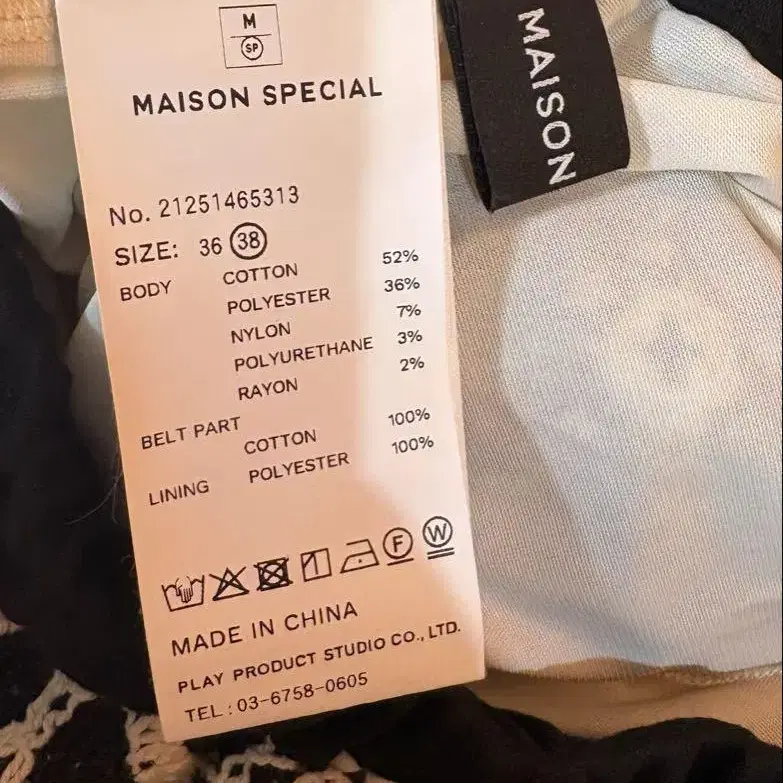 M
SP
MAISON SPECIAL
No. 21251465313
SIZE: 36 38
BODY COTTON 52%
POLYESTER 36%
NYLON 7%
POLYURETHANE 3%
RAYON 2%
BELT PART
COTTON 100%
LINING POLYESTER 100%
F W
MADE IN CHINA
PLAY PRODUCT STUDIO CO., LTD.
TEL : 03-6758-0605
MAISON